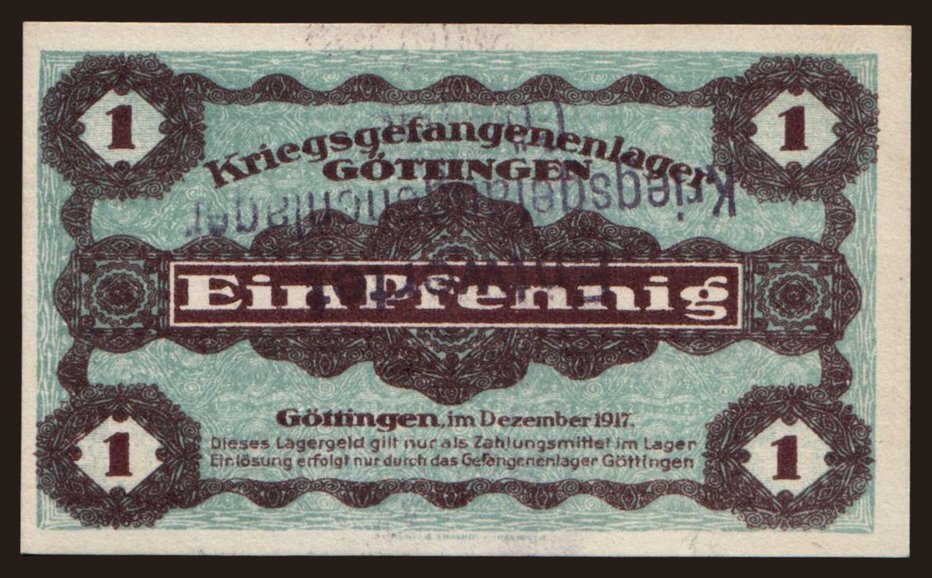 1 1
Kriegsgefangenenlager
GÖTTINGEN
Kriegsgefangenenlager
Ein Pfennig
Göttingen, im Dezember 1917.
Dieses Lagergeld gilt nur als Zahlungsmittel im Lager
Einlösung erfolgt nur durch das Gefangenenlager Göttingen
1 1